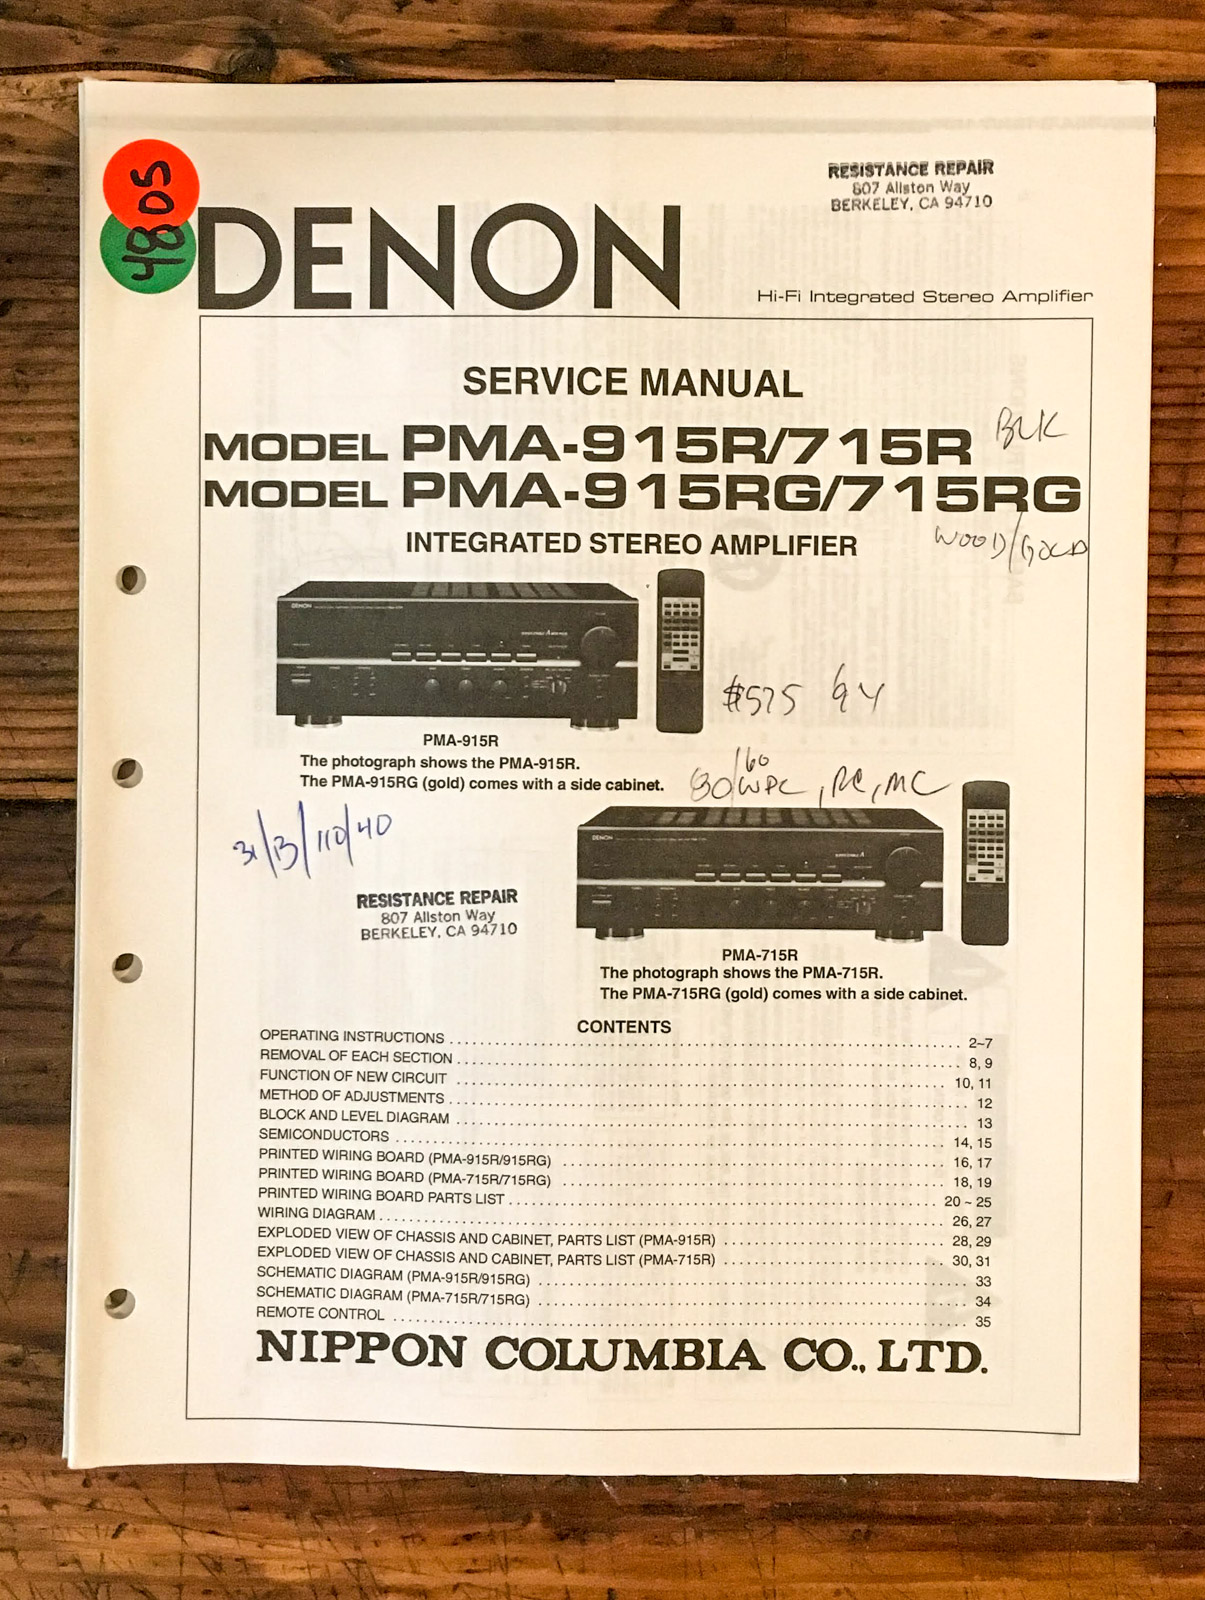 4805
RESISTANCE REPAIR
807 Allston Way
BERKELEY, CA 94710
DENON
Hi-Fi Integrated Stereo Amplifier
SERVICE MANUAL
MODEL PMA-915R/715R BLK
MODEL PMA-915RG/715RG
WOOD/GOLD
INTEGRATED STEREO AMPLIFIER
DENON
$575 94
PMA-915R
The photograph shows the PMA-915R.
The PMA-915RG (gold) comes with a side cabinet.
80/60 WPC, RC, MC
31/13/110/40
DENON
RESISTANCE REPAIR
807 Allston Way
BERKELEY, CA 94710
PMA-715R
The photograph shows the PMA-715R.
The PMA-715RG (gold) comes with a side cabinet.
CONTENTS
OPERATING INSTRUCTIONS 2~7
REMOVAL OF EACH SECTION 8, 9
FUNCTION OF NEW CIRCUIT 10, 11
METHOD OF ADJUSTMENTS 12
BLOCK AND LEVEL DIAGRAM 13
SEMICONDUCTORS 14, 15
PRINTED WIRING BOARD (PMA-915R/915RG) 16, 17
PRINTED WIRING BOARD (PMA-715R/715RG) 18, 19
PRINTED WIRING BOARD PARTS LIST 20 ~ 25
WIRING DIAGRAM 26, 27
EXPLODED VIEW OF CHASSIS AND CABINET, PARTS LIST (PMA-915R) 28, 29
EXPLODED VIEW OF CHASSIS AND CABINET, PARTS LIST (PMA-715R) 30, 31
SCHEMATIC DIAGRAM (PMA-915R/915RG) 33
SCHEMATIC DIAGRAM (PMA-715R/715RG) 34
REMOTE CONTROL 35
NIPPON COLUMBIA CO., LTD.